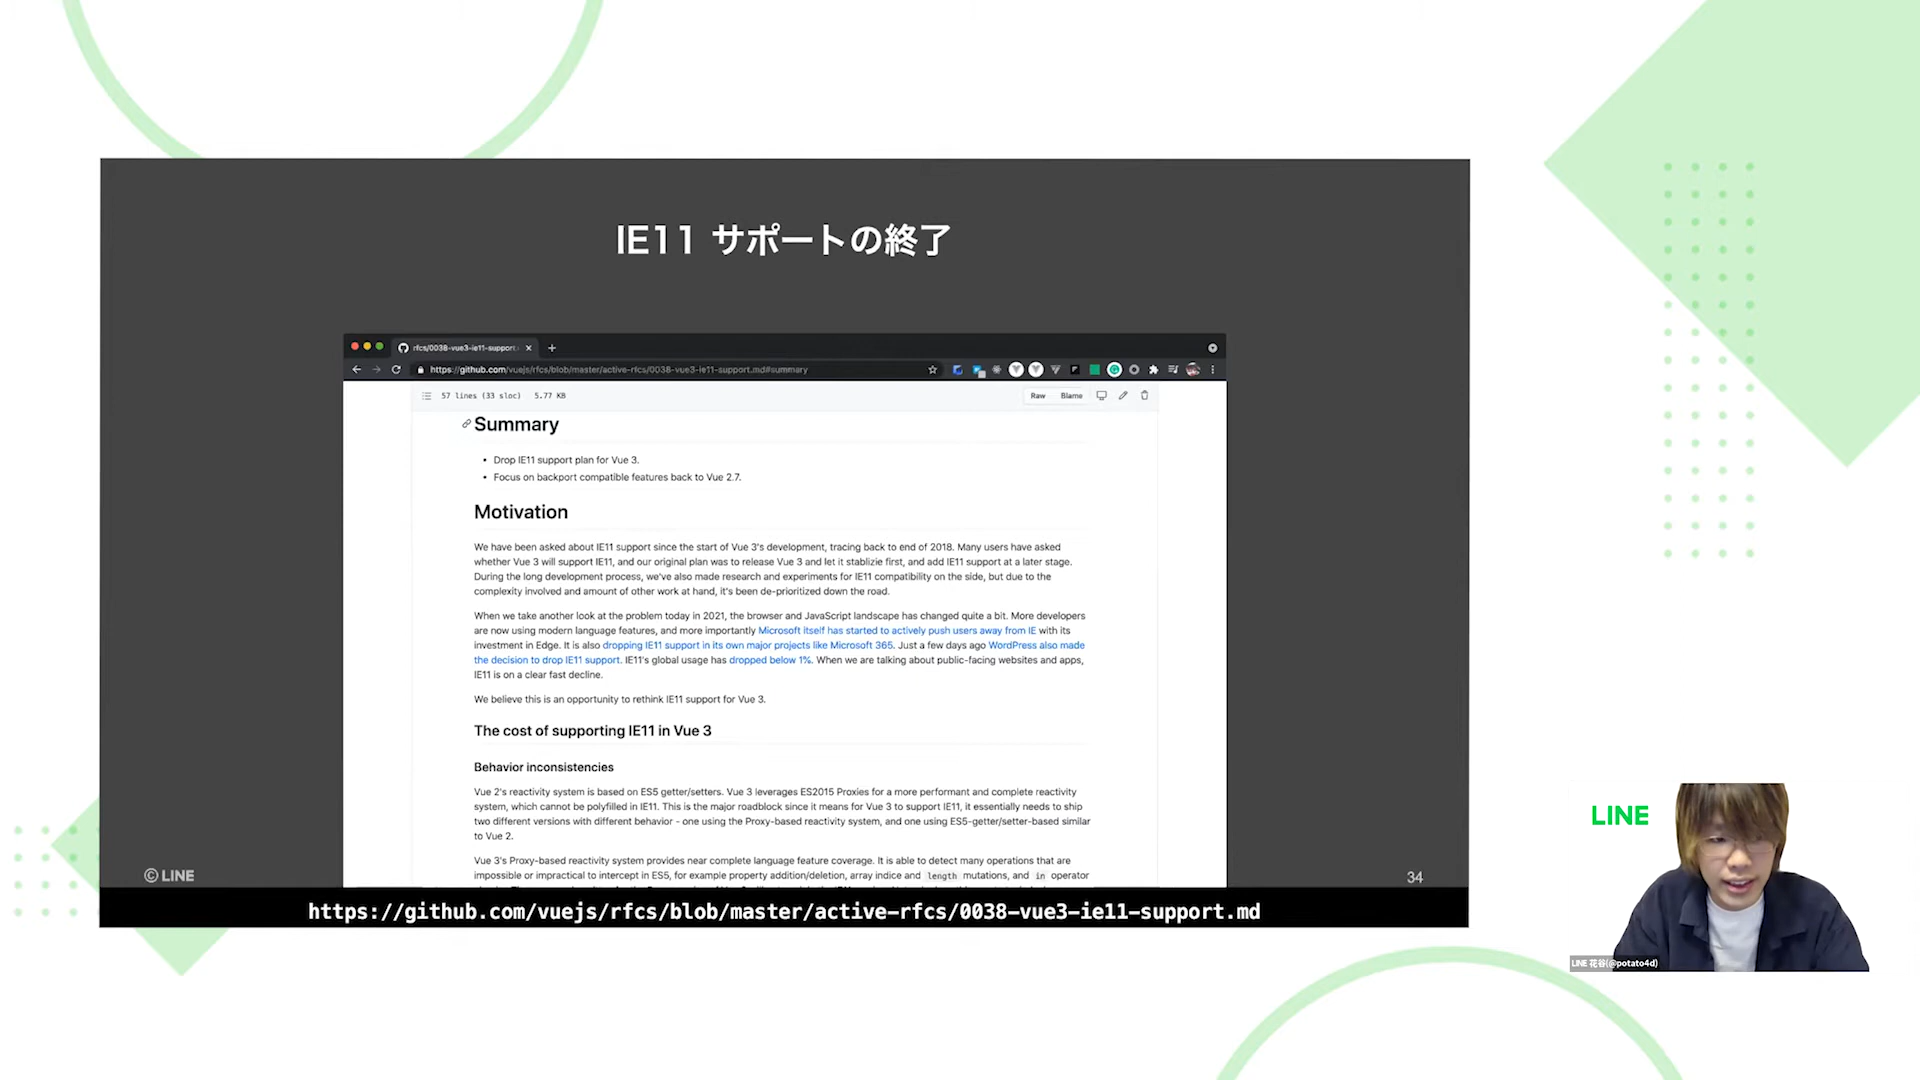 IE11 サポートの終了
rfcs/0038-vue3-ie11-support
https://github.com/vuejs/rfcs/blob/master/active-rfcs/0038-vue3-ie11-support.md#summary
57 lines (33 sloc) 5.77 KB
Raw Blame
Summary
• Drop IE11 support plan for Vue 3.
• Focus on backport compatible features back to Vue 2.7.
Motivation
We have been asked about IE11 support since the start of Vue 3's development, tracing back to end of 2018. Many users have asked
whether Vue 3 will support IE11, and our original plan was to release Vue 3 and let it stablizie first, and add IE11 support at a later stage.
During the long development process, we've also made research and experiments for IE11 compatibility on the side, but due to the
complexity involved and amount of other work at hand, it's been de-prioritized down the road.
When we take another look at the problem today in 2021, the browser and JavaScript landscape has changed quite a bit. More developers
are now using modern language features, and more importantly Microsoft itself has started to actively push users away from IE with its
investment in Edge. It is also dropping IE11 support in its own major projects like Microsoft 365. Just a few days ago WordPress also made
the decision to drop IE11 support. IE11's global usage has dropped below 1%. When we are talking about public-facing websites and apps,
IE11 is on a clear fast decline.
We believe this is an opportunity to rethink IE11 support for Vue 3.
The cost of supporting IE11 in Vue 3
Behavior inconsistencies
Vue 2's reactivity system is based on ES5 getter/setters. Vue 3 leverages ES2015 Proxies for a more performant and complete reactivity
system, which cannot be polyfilled in IE11. This is the major roadblock since it means for Vue 3 to support IE11, it essentially needs to ship
two different versions with different behavior - one using the Proxy-based reactivity system, and one using ES5-getter/setter-based similar
to Vue 2.
Vue 3's Proxy-based reactivity system provides near complete language feature coverage. It is able to detect many operations that are
impossible or impractical to intercept in ES5, for example property addition/deletion, array indice and length mutations, and in operator
© LINE
34
https://github.com/vuejs/rfcs/blob/master/active-rfcs/0038-vue3-ie11-support.md
LINE
LINE 花谷(@potato4d)